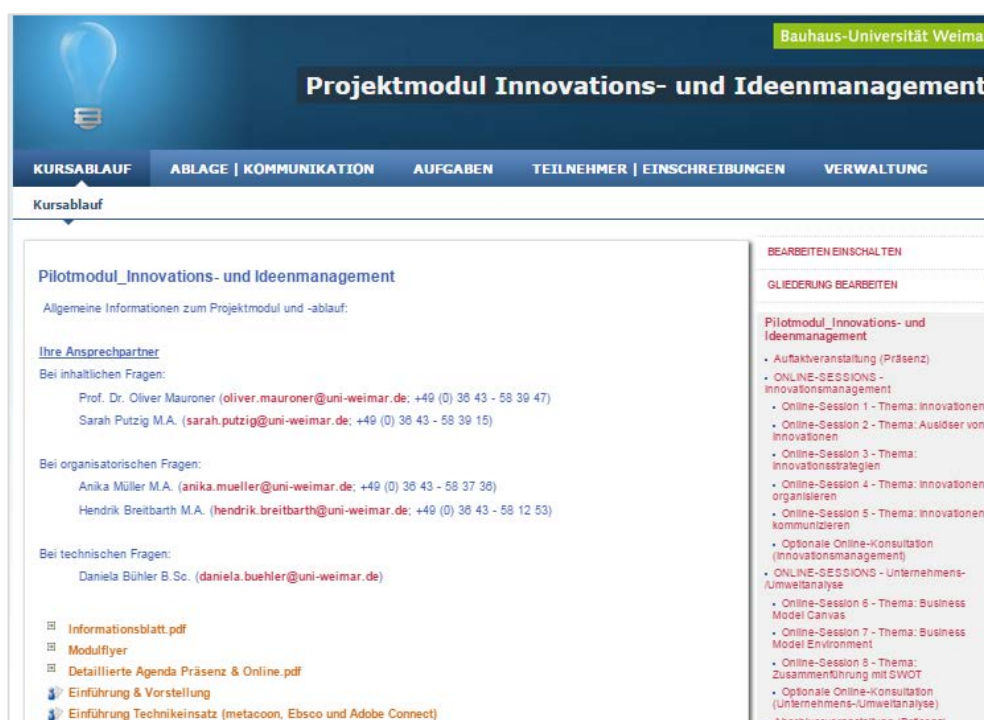 Bauhaus-Universität Weima
Projektmodul Innovations- und Ideenmanagement
KURSABLAUF ABLAGE | KOMMUNIKATION AUFGABEN TEILNEHMER | EINSCHREIBUNGEN VERWALTUNG
Kursablauf
Pilotmodul_Innovations- und Ideenmanagement
Allgemeine Informationen zum Projektmodul und -ablauf:
Ihre Ansprechpartner
Bei inhaltlichen Fragen:
Prof. Dr. Oliver Mauroner (oliver.mauroner@uni-weimar.de; +49 (0) 36 43 - 58 39 47)
Sarah Putzig M.A. (sarah.putzig@uni-weimar.de; +49 (0) 36 43 - 58 39 15)
Bei organisatorischen Fragen:
Anika Müller M.A. (anika.mueller@uni-weimar.de; +49 (0) 36 43 - 58 37 36)
Hendrik Breitbarth M.A. (hendrik.breitbarth@uni-weimar.de; +49 (0) 36 43 - 58 12 53)
Bei technischen Fragen:
Daniela Bühler B.Sc. (daniela.buehler@uni-weimar.de)
Informationsblatt.pdf
Modulflyer
Detaillierte Agenda Präsenz & Online.pdf
Einführung & Vorstellung
Einführung Technikeinsatz (metacoon, Ebsco und Adobe Connect)
BEARBEITEN EINSCHALTEN
GLIEDERUNG BEARBEITEN
Pilotmodul_Innovations- und
Ideenmanagement
• Auftaktveranstaltung (Präsenz)
• ONLINE-SESSIONS -
Innovationsmanagement
• Online-Session 1 - Thema: Innovationen
• Online-Session 2 - Thema: Auslöser von
Innovationen
• Online-Session 3 - Thema:
Innovationsstrategien
• Online-Session 4 - Thema: Innovationen
organisieren
• Online-Session 5 - Thema: Innovationen
kommunizieren
• Optionale Online-Konsultation
(Innovationsmanagement)
• ONLINE-SESSIONS - Unternehmens-
/Umweltanalyse
• Online-Session 6 - Thema: Business
Model Canvas
• Online-Session 7 - Thema: Business
Model Environment
• Online-Session 8 - Thema:
Zusammenführung mit SWOT
• Optionale Online-Konsultation
(Unternehmens-/Umweltanalyse)